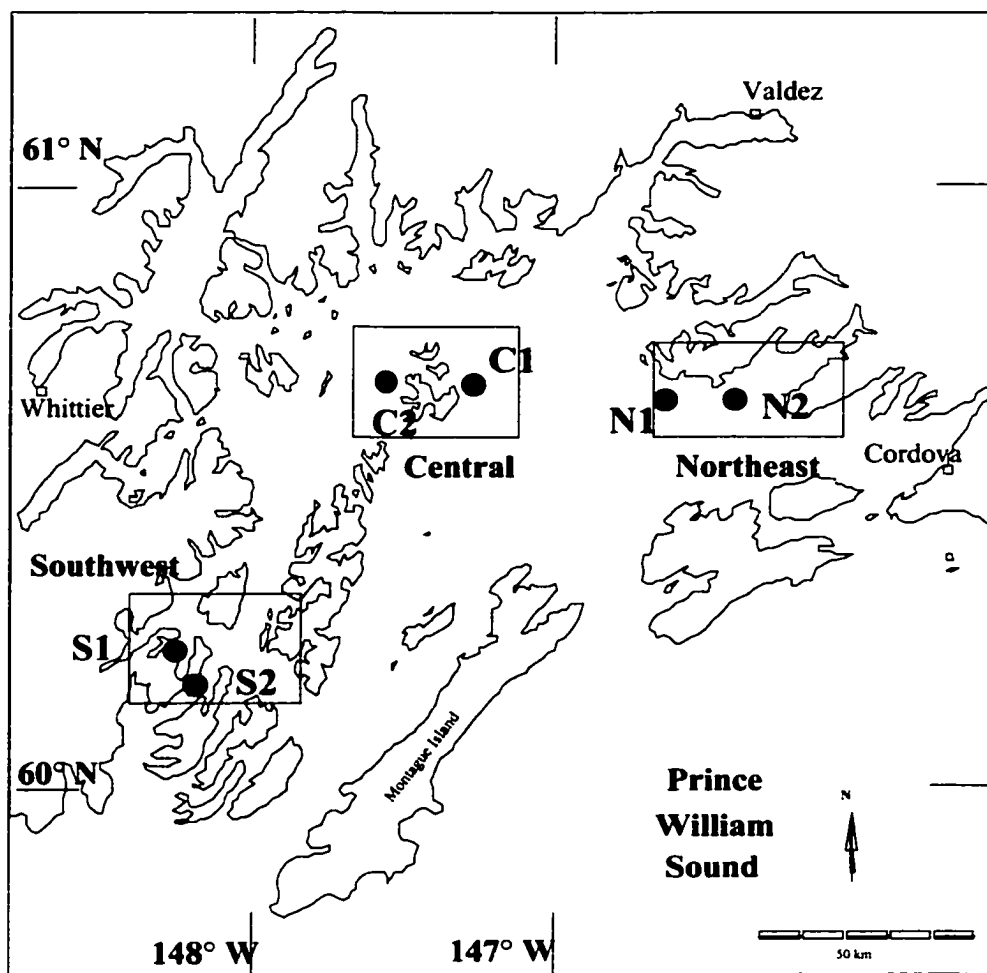 Valdez
61° N
C1
Whittier
C2
N1
N2
Central
Northeast
Cordova
Southwest
S1
S2
Montague Island
60° N
Prince
William
Sound
N
148° W
147° W
50 km